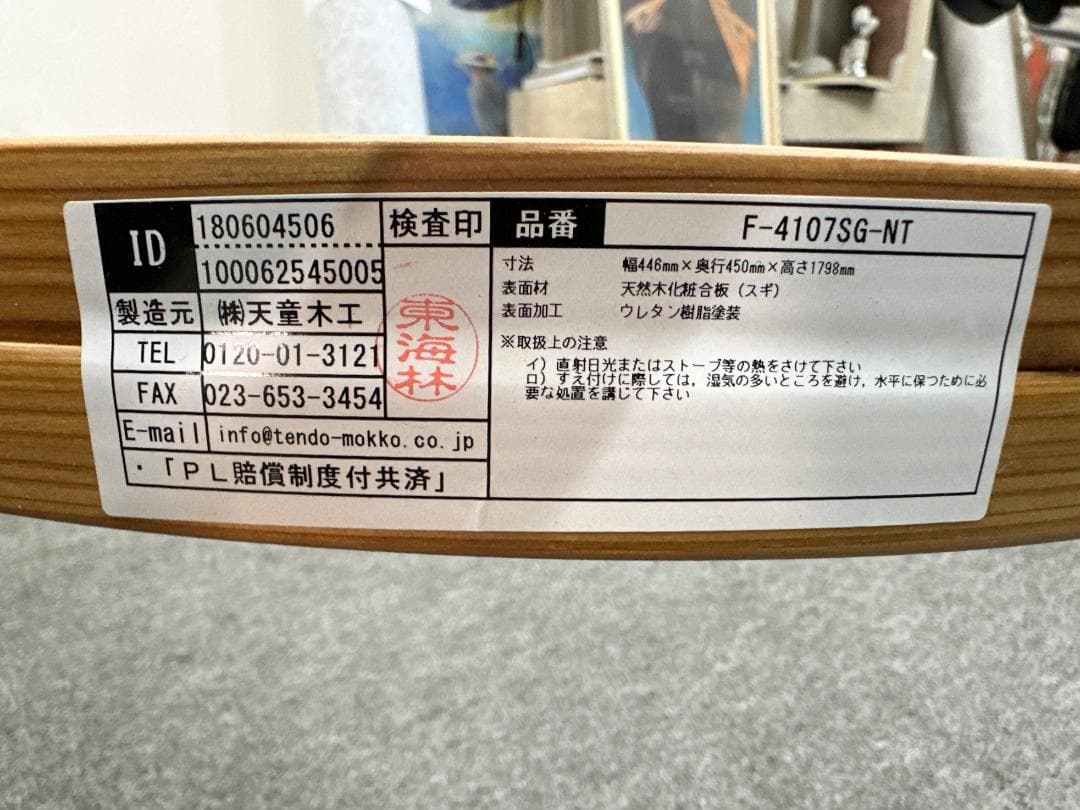 ID
180604506
100062545005
検査印
製造元
㈱天童木工
東海林
TEL
0120-01-3121
FAX
023-653-3454
E-mail
info@tendo-mokko.co.jp
・「ＰＬ賠償制度付共済」
品番
F-4107SG-NT
寸法
幅446mm×奥行450mm×高さ1798mm
表面材
天然木化粧合板（スギ）
表面加工
ウレタン樹脂塗装
※取扱上の注意
イ）直射日光またはストーブ等の熱をさけて下さい
ロ）すえ付けに際しては，湿気の多いところを避け，水平に保つために必
要な処置を講じて下さい